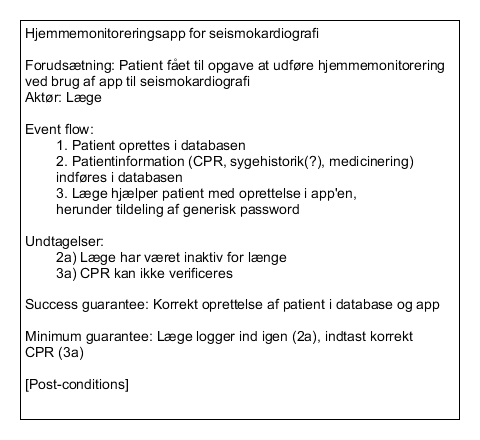 Hjemmemonitoreringsapp for seismokardiografi
Forudsætning: Patient fået til opgave at udføre hjemmemonitorering
ved brug af app til seismokardiografi
Aktør: Læge
Event flow:
1. Patient oprettes i databasen
2. Patientinformation (CPR, sygehistorik(?), medicinering)
indføres i databasen
3. Læge hjælper patient med oprettelse i app'en,
herunder tildeling af generisk password
Undtagelser:
2a) Læge har været inaktiv for længe
3a) CPR kan ikke verificeres
Success guarantee: Korrekt oprettelse af patient i database og app
Minimum guarantee: Læge logger ind igen (2a), indtast korrekt
CPR (3a)
[Post-conditions]